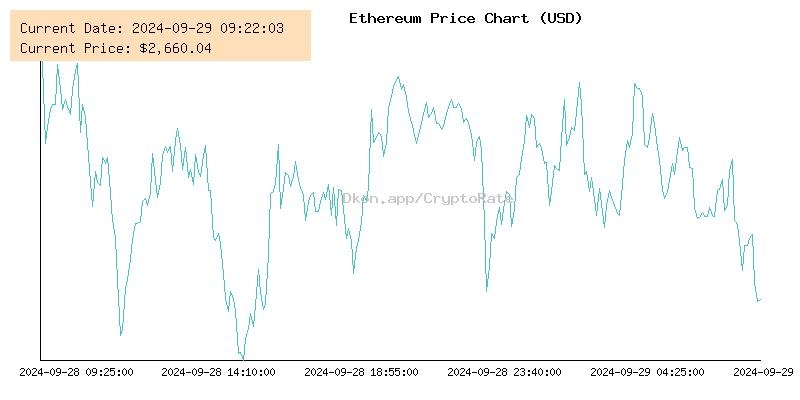 Ethereum Price Chart (USD)
Current Date: 2024-09-29 09:22:03
Current Price: $2,660.04
Dkon.app/CryptoRate
2024-09-28 09:25:00
2024-09-28 14:10:00
2024-09-28 18:55:00
2024-09-28 23:40:00
2024-09-29 04:25:00
2024-09-29